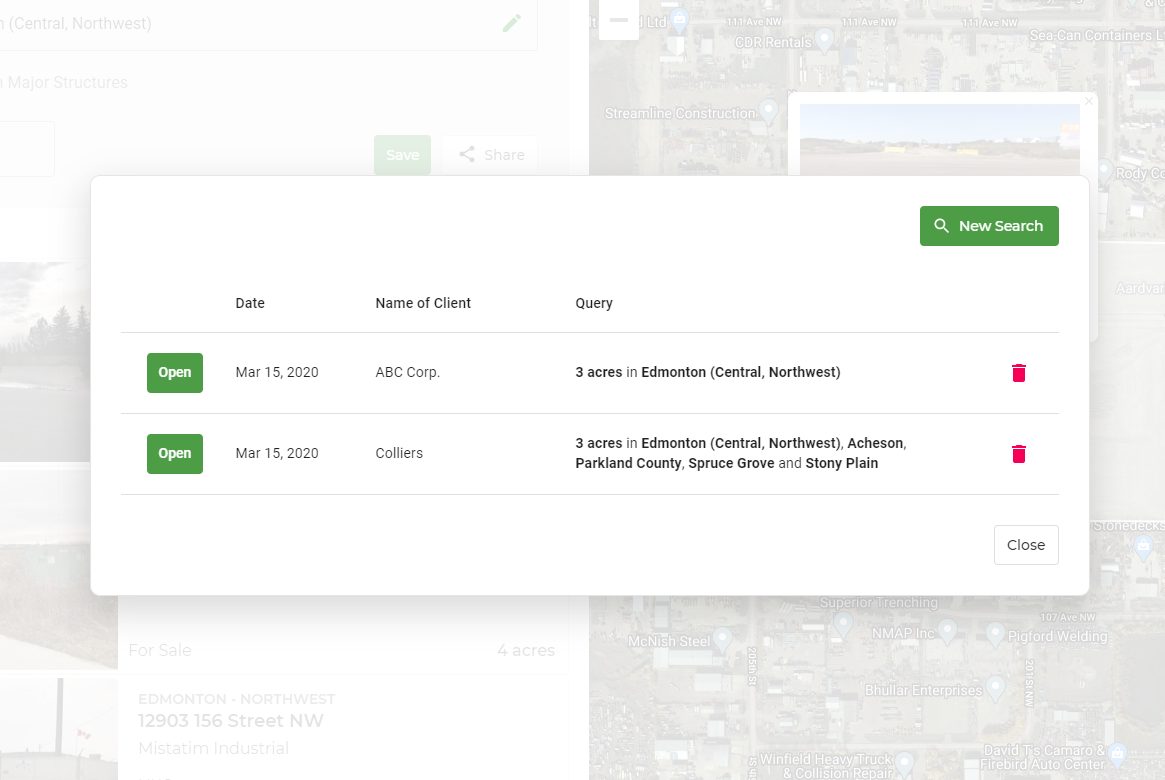 (Central, Northwest)
Ltd
111 Ave NW
111 Ave NW
111 Ave NW
CDR Rentals
Sea Can Containers
Major Structures
Streamline Construction
Save
Share
Rody
New Search
Date Name of Client Query
Open Mar 15, 2020 ABC Corp. 3 acres in Edmonton (Central, Northwest)
Open Mar 15, 2020 Colliers 3 acres in Edmonton (Central, Northwest), Acheson,
Parkland County, Spruce Grove and Stony Plain
Close
Stonedecks
Superior Trenching
107 Ave NW
McNish Steel
NMAP Inc
Pigford Welding
For Sale 4 acres
205th St
201 St NW
Bhullar Enterprises
EDMONTON - NORTHWEST
12903 156 Street NW
Mistatim Industrial
Winfield Heavy Truck
& Collision Repair
David T's Camaro &
Firebird Auto Center